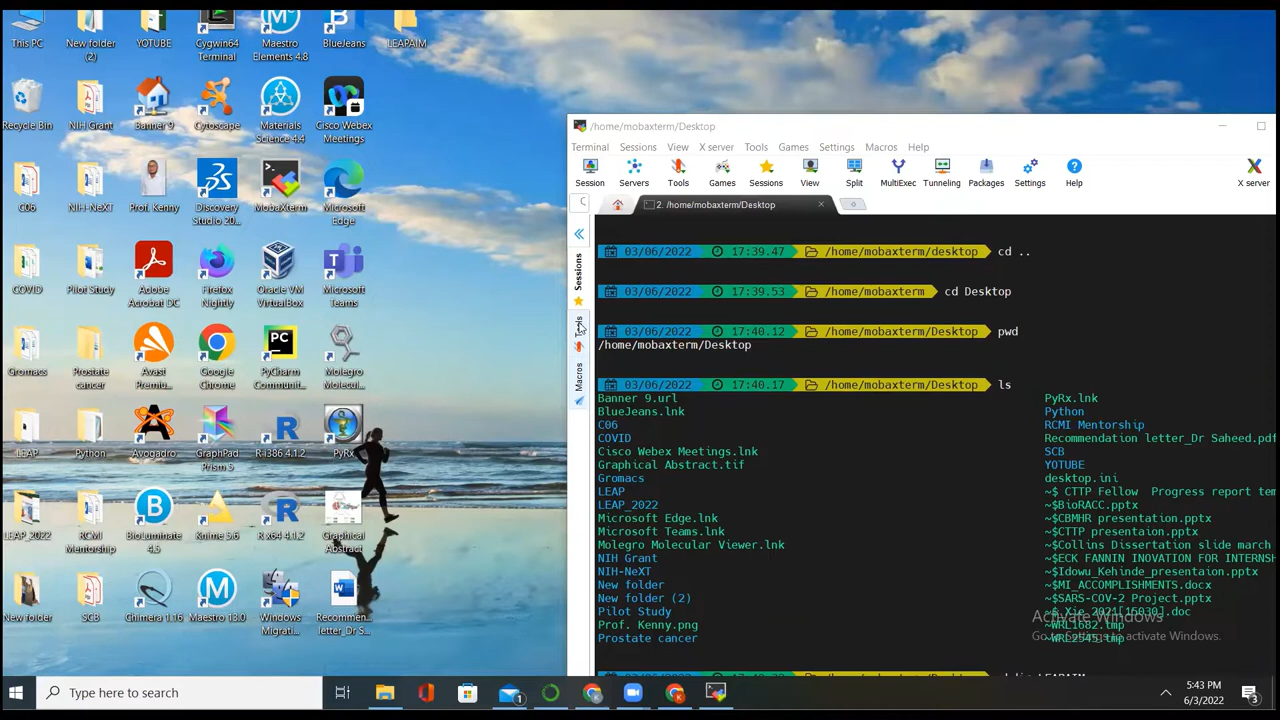 This PC
New folder (2)
YOTUBE
Cygwin64 Terminal
Maestro Elements 4.8
BlueJeans
LEAPAIM
Recycle Bin
NIH Grant
Banner 9
Cytoscape
Materials Science 4.4
Cisco Webex Meetings
C06
NIH-NeXT
Prof. Kenny
Discovery Studio 20...
MobaXterm
Microsoft Edge
COVID
Pilot Study
Adobe Acrobat DC
Firefox Nightly
Oracle VM VirtualBox
Microsoft Teams
Gromacs
Prostate cancer
Avast Premiu...
Google Chrome
PyCharm Communit...
Molegro Molecul...
LEAP
Python
Avogadro
GraphPad Prism 5
R i386 4.1.2
PyRx
LEAP_2022
RCMI Mentorship
BioLuminate 4.5
Knime 5.6
R x64 4.1.2
Graphical Abstract
New folder
SCB
Chimera 1.16
Maestro 13.0
Windows Migrati...
Recommen... letter_Dr S...
/home/mobaxterm/Desktop
Terminal Sessions View X server Tools Games Settings Macros Help
Session Servers Tools Games Sessions View Split MultiExec Tunneling Packages Settings Help X server
2. /home/mobaxterm/Desktop
Sessions
Tools
Macros
03/06/2022 17:39.47 /home/mobaxterm/desktop cd ..
03/06/2022 17:39.53 /home/mobaxterm cd Desktop
03/06/2022 17:40.12 /home/mobaxterm/Desktop pwd
/home/mobaxterm/Desktop
03/06/2022 17:40.17 /home/mobaxterm/Desktop ls
Banner 9.url PyRx.lnk
BlueJeans.lnk Python
C06 RCMI Mentorship
COVID Recommendation letter_Dr Saheed.pdf
Cisco Webex Meetings.lnk SCB
Graphical Abstract.tif YOTUBE
Gromacs desktop.ini
LEAP ~$ CTTP Fellow Progress report tem
LEAP_2022 ~$BioRACC.pptx
Microsoft Edge.lnk ~$CBMHR presentation.pptx
Microsoft Teams.lnk ~$CTTP presentaion.pptx
Molegro Molecular Viewer.lnk ~$Collins Dissertation slide march
NIH Grant ~$ECK FANNIN INOVATION FOR INTERNS
NIH-NeXT ~$Idowu_Kehinde_presentaion.pptx
New folder ~$MI_ACCOMPLISHMENTS.docx
New folder (2) ~$SARS-COV-2 Project.pptx
Pilot Study ~$_Xie_2021[16030].doc
Prof. Kenny.png ~WRL1682.tmp
Prostate cancer ~WRL2545.tmp
Activate Windows
Go to Settings to activate Windows.
Type here to search
1
5:43 PM
6/3/2022
3